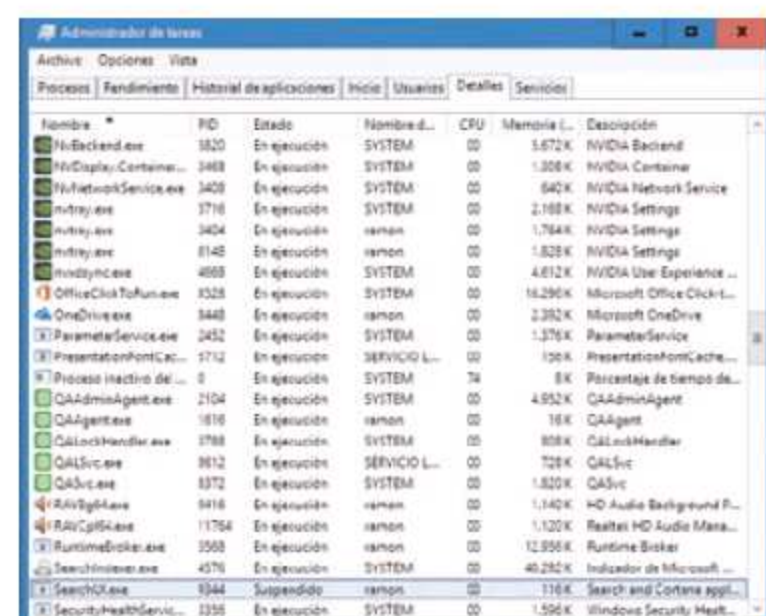 Administrador de tareas
Archivo Opciones Vista
Procesos Rendimiento Historial de aplicaciones Inicio Usuarios Detalles Servicios
Nombre PID Estado Nombre d... CPU Memoria (... Descripción
NvBackend.exe 5820 En ejecución SYSTEM 00 5.672 K NVIDIA Backend
NVDisplay.Container... 3468 En ejecución SYSTEM 00 1.308 K NVIDIA Container
NvNetworkService.exe 3408 En ejecución SYSTEM 00 640 K NVIDIA Network Service
nvtray.exe 5716 En ejecución SYSTEM 00 2.168 K NVIDIA Settings
nvtray.exe 3404 En ejecución ramon 00 1.764 K NVIDIA Settings
nvtray.exe 8148 En ejecución ramon 00 1.828 K NVIDIA Settings
nvxdsync.exe En ejecución SYSTEM 00 4.612 K NVIDIA User Experience ...
OfficeClickToRun.exe En ejecución SYSTEM 00 16.296 K Microsoft Office Click-t...
OneDrive.exe 8448 En ejecución ramon 00 2.392 K Microsoft OneDrive
ParameterService.exe 2452 En ejecución SYSTEM 00 1.376 K ParameterService
PresentationFontCac... 5712 En ejecución SERVICIO L... 00 156 K PresentationFontCache....
Proceso inactivo del ... 0 En ejecución SYSTEM 74 8 K Porcentaje de tiempo de...
QAAdminAgent.exe 2104 En ejecución SYSTEM 00 4.952 K QAAdminAgent
QAAgent.exe 1616 En ejecución ramon 00 16 K QAAgent
QALockHandler.exe 3788 En ejecución SYSTEM 00 808 K QALockHandler
QALSvc.exe 9612 En ejecución SERVICIO L... 00 728 K QALSvc
QASvc.exe 8372 En ejecución SYSTEM 00 1.820 K QASvc
RAVBg64.exe 9416 En ejecución ramon 00 1.140 K HD Audio Background P...
RAVCpl64.exe 11764 En ejecución ramon 00 1.120 K Realtek HD Audio Mana...
RuntimeBroker.exe 3568 En ejecución ramon 00 12.956 K Runtime Broker
SearchIndexer.exe 4576 En ejecución SYSTEM 00 40.282 K Indizador de Microsoft ...
SearchUI.exe 9344 Suspendido ramon 00 116 K Search and Cortana appl...
SecurityHealthServic... 3356 En ejecución SYSTEM 00 1.596 K Windows Security Healt...